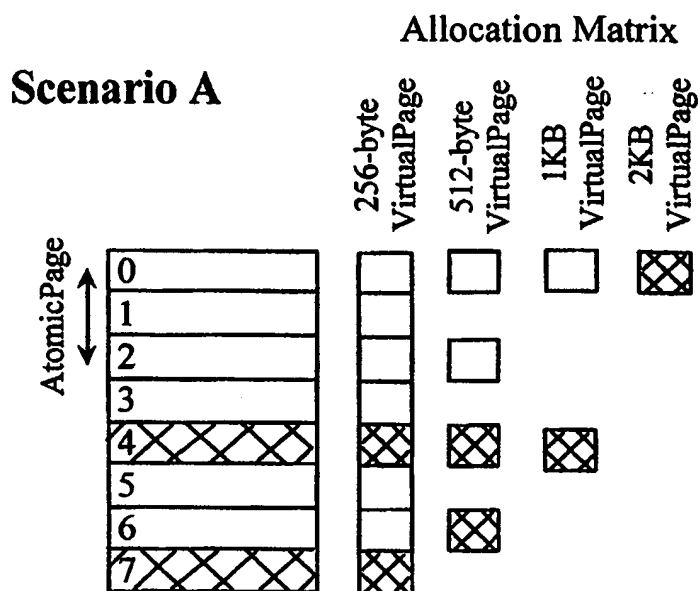 Allocation Matrix
Scenario A
256-byte
VirtualPage
512-byte
VirtualPage
1KB
VirtualPage
2KB
VirtualPage
AtomicPage
0
1
2
3
4
5
6
7